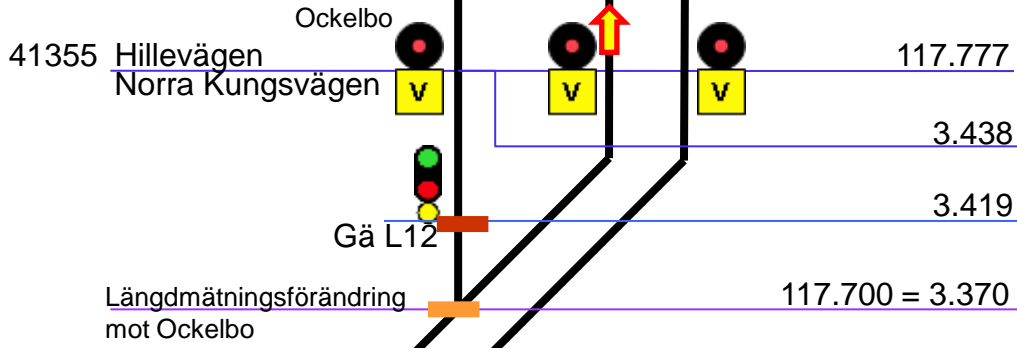 Ockelbo
41355 Hillevägen 117.777
Norra Kungsvägen
V V V
3.438
3.419
Gä L12
Längdmätningsförändring 117.700 = 3.370
mot Ockelbo